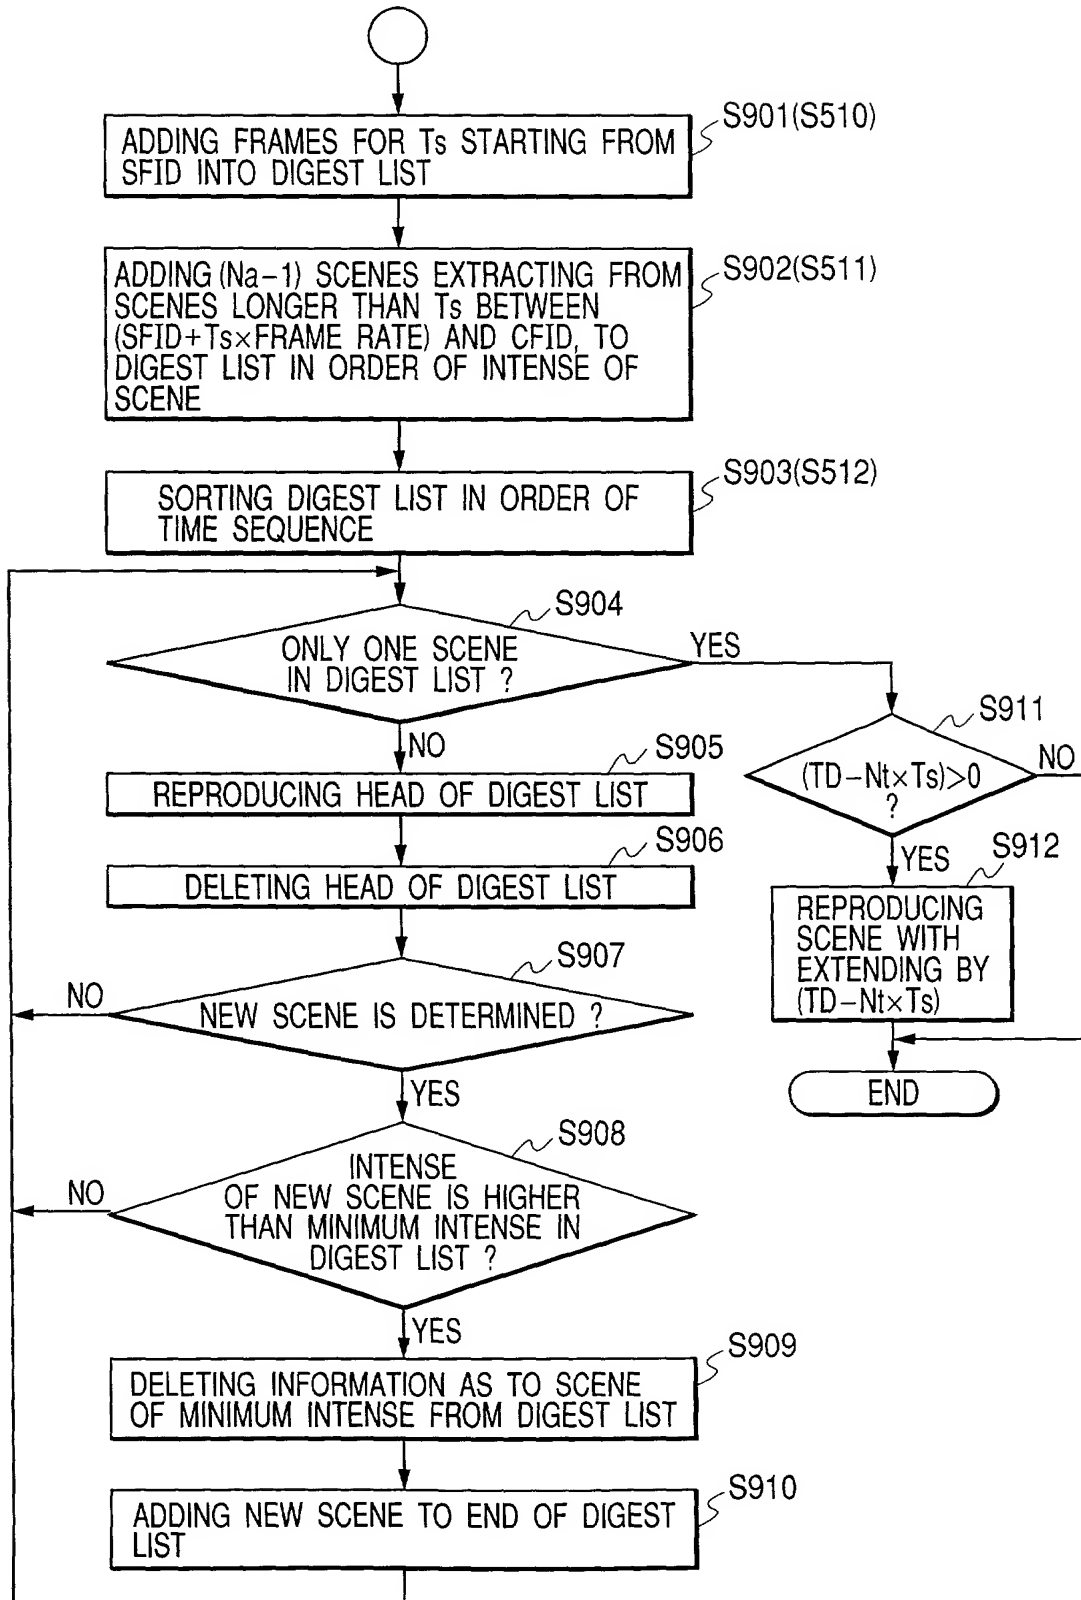 S901(S510)
ADDING FRAMES FOR Ts STARTING FROM
SFID INTO DIGEST LIST
S902(S511)
ADDING (Na-1) SCENES EXTRACTING FROM
SCENES LONGER THAN Ts BETWEEN
(SFID+Ts×FRAME RATE) AND CFID, TO
DIGEST LIST IN ORDER OF INTENSE OF
SCENE
S903(S512)
SORTING DIGEST LIST IN ORDER OF
TIME SEQUENCE
S904
ONLY ONE SCENE
IN DIGEST LIST ?
YES
NO
S905
REPRODUCING HEAD OF DIGEST LIST
S906
DELETING HEAD OF DIGEST LIST
S907
NEW SCENE IS DETERMINED ?
NO
YES
S908
INTENSE
OF NEW SCENE IS HIGHER
THAN MINIMUM INTENSE IN
DIGEST LIST ?
NO
YES
S909
DELETING INFORMATION AS TO SCENE
OF MINIMUM INTENSE FROM DIGEST LIST
S910
ADDING NEW SCENE TO END OF DIGEST
LIST
S911
(TD-Nt×Ts)>0
?
NO
YES
S912
REPRODUCING
SCENE WITH
EXTENDING BY
(TD-Nt×Ts)
END